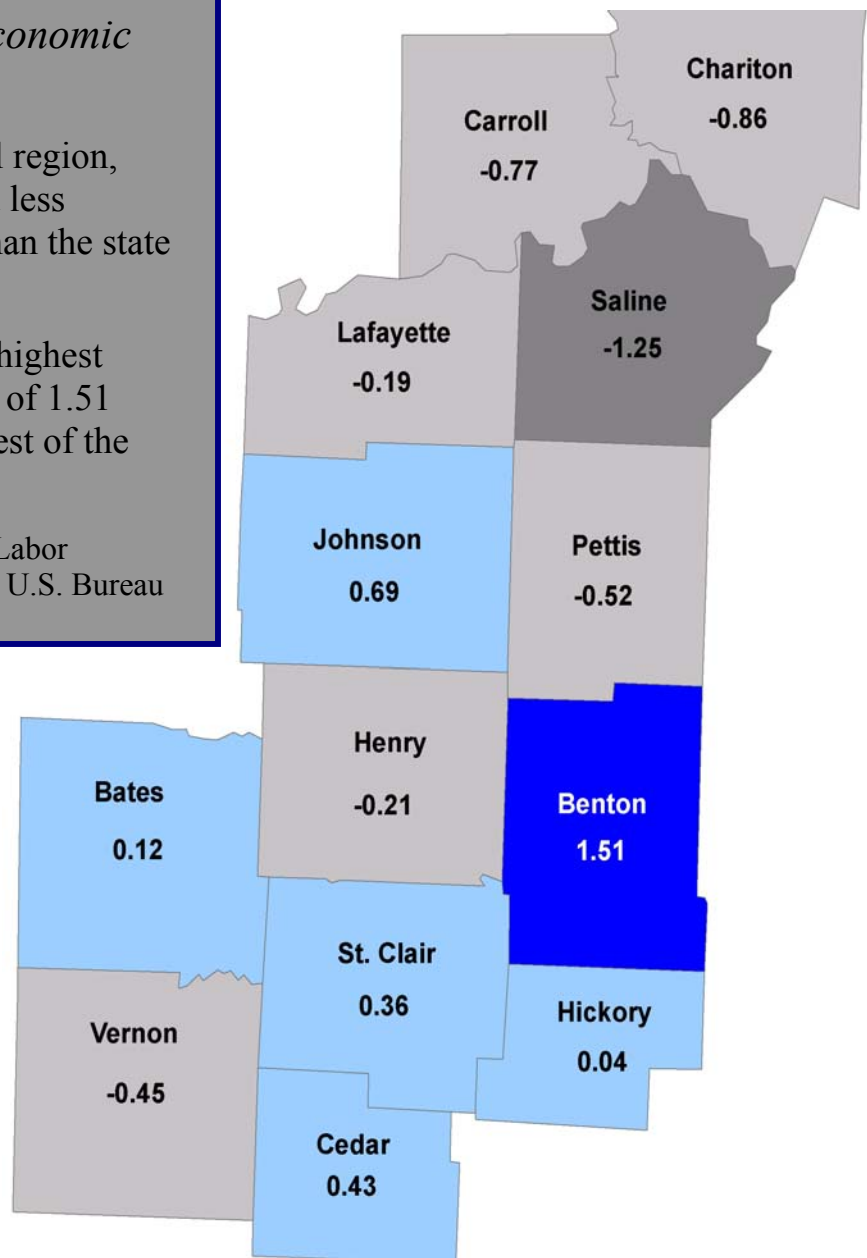 conomic
region,
less
han the state
highest
of 1.51
est of the
Labor
U.S. Bureau
Chariton
-0.86
Carroll
-0.77
Saline
-1.25
Lafayette
-0.19
Johnson
0.69
Pettis
-0.52
Henry
-0.21
Bates
0.12
Benton
1.51
St. Clair
0.36
Hickory
0.04
Vernon
-0.45
Cedar
0.43